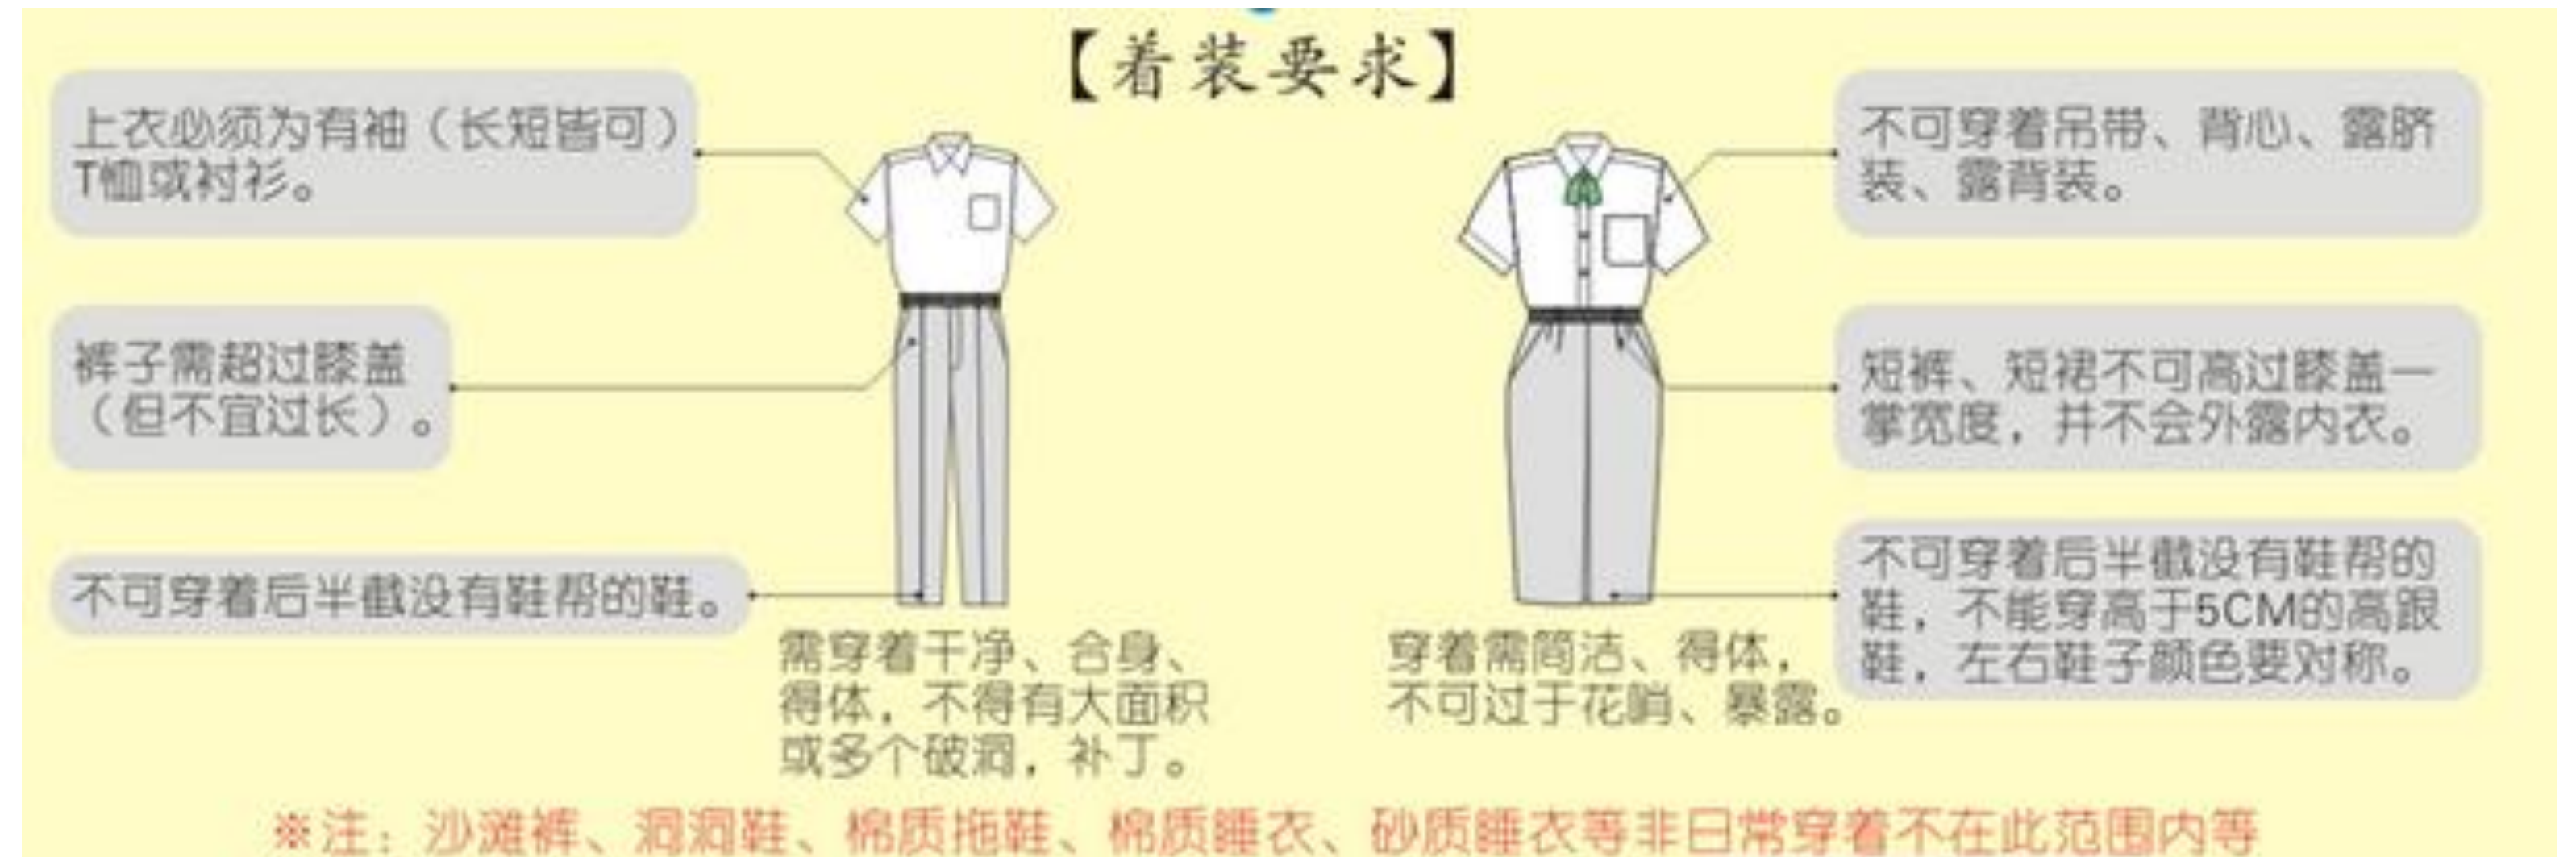 【着装要求】
上衣必须为有袖（长短皆可）
T恤或衬衫。
裤子需超过膝盖
（但不宜过长）。
不可穿着后半截没有鞋帮的鞋。
需穿着干净、合身、
得体，不得有大面积
或多个破洞，补丁。
不可穿着吊带、背心、露脐
装、露背装。
短裤、短裙不可高过膝盖一
掌宽度，并不会外露内衣。
不可穿着后半截没有鞋帮的
鞋，不能穿高于5CM的高跟
鞋，左右鞋子颜色要对称。
穿着需简洁、得体，
不可过于花哨、暴露。
※注：沙滩裤、洞洞鞋、棉质拖鞋、棉质睡衣、砂质睡衣等非日常穿着不在此范围内等